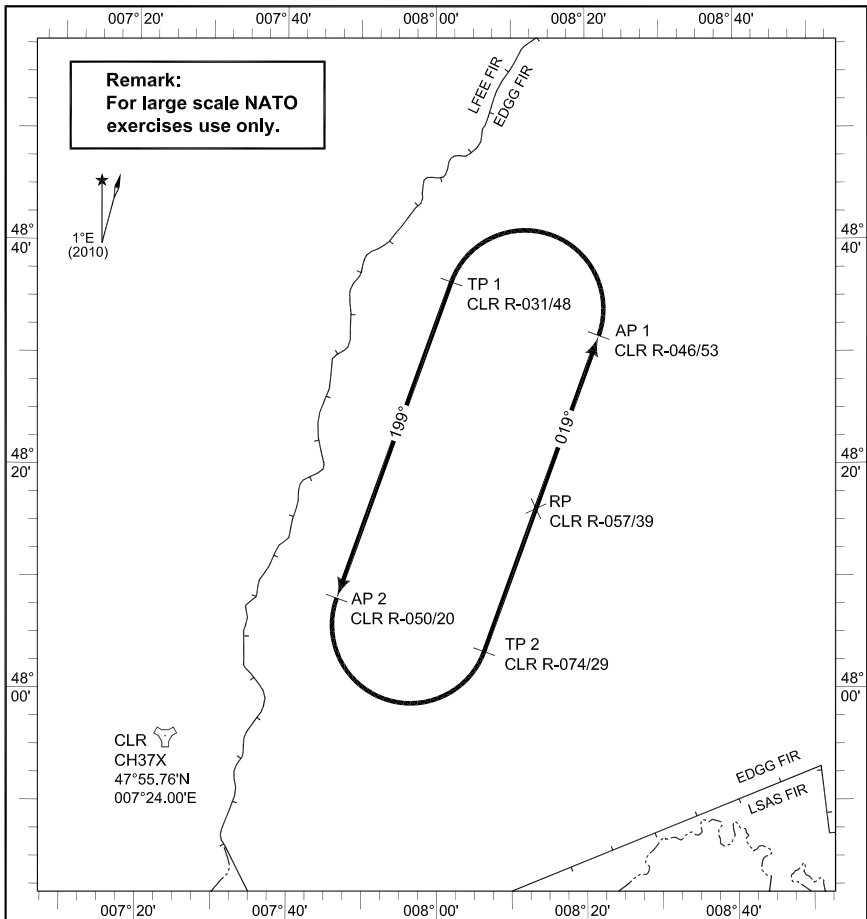 007°20' 007°40' 008°00' 008°20' 008°40'
Remark:
For large scale NATO
exercises use only.
LFEE FIR
EDGG FIR
1°E
(2010)
48°
40'
48°
40'
TP 1
CLR R-031/48
AP 1
CLR R-046/53
199°
019°
48°
20'
48°
20'
RP
CLR R-057/39
AP 2
CLR R-050/20
TP 2
CLR R-074/29
48°
00'
48°
00'
CLR
CH37X
47°55.76'N
007°24.00'E
EDGG FIR
LSAS FIR
007°20' 007°40' 008°00' 008°20' 008°40'